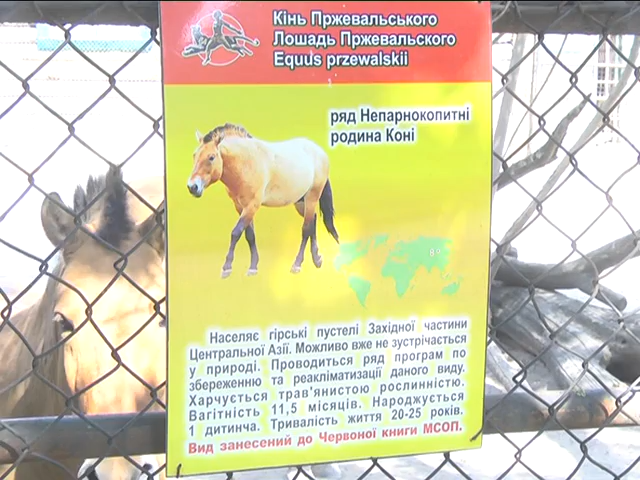 Кінь Пржевальського
Лошадь Пржевальского
Equus przewalskii
ряд Непарнокопитні
родина Коні
Населяє гірські пустелі Західної частини
Центральної Азії. Можливо вже не зустрічається
у природі. Проводиться ряд програм по
збереженню та реакліматизації даного виду.
Харчується трав'янистою рослинністю.
Вагітність 11,5 місяців. Народжується
1 дитинча. Тривалість життя 20-25 років.
Вид занесений до Червоної книги МСОП.